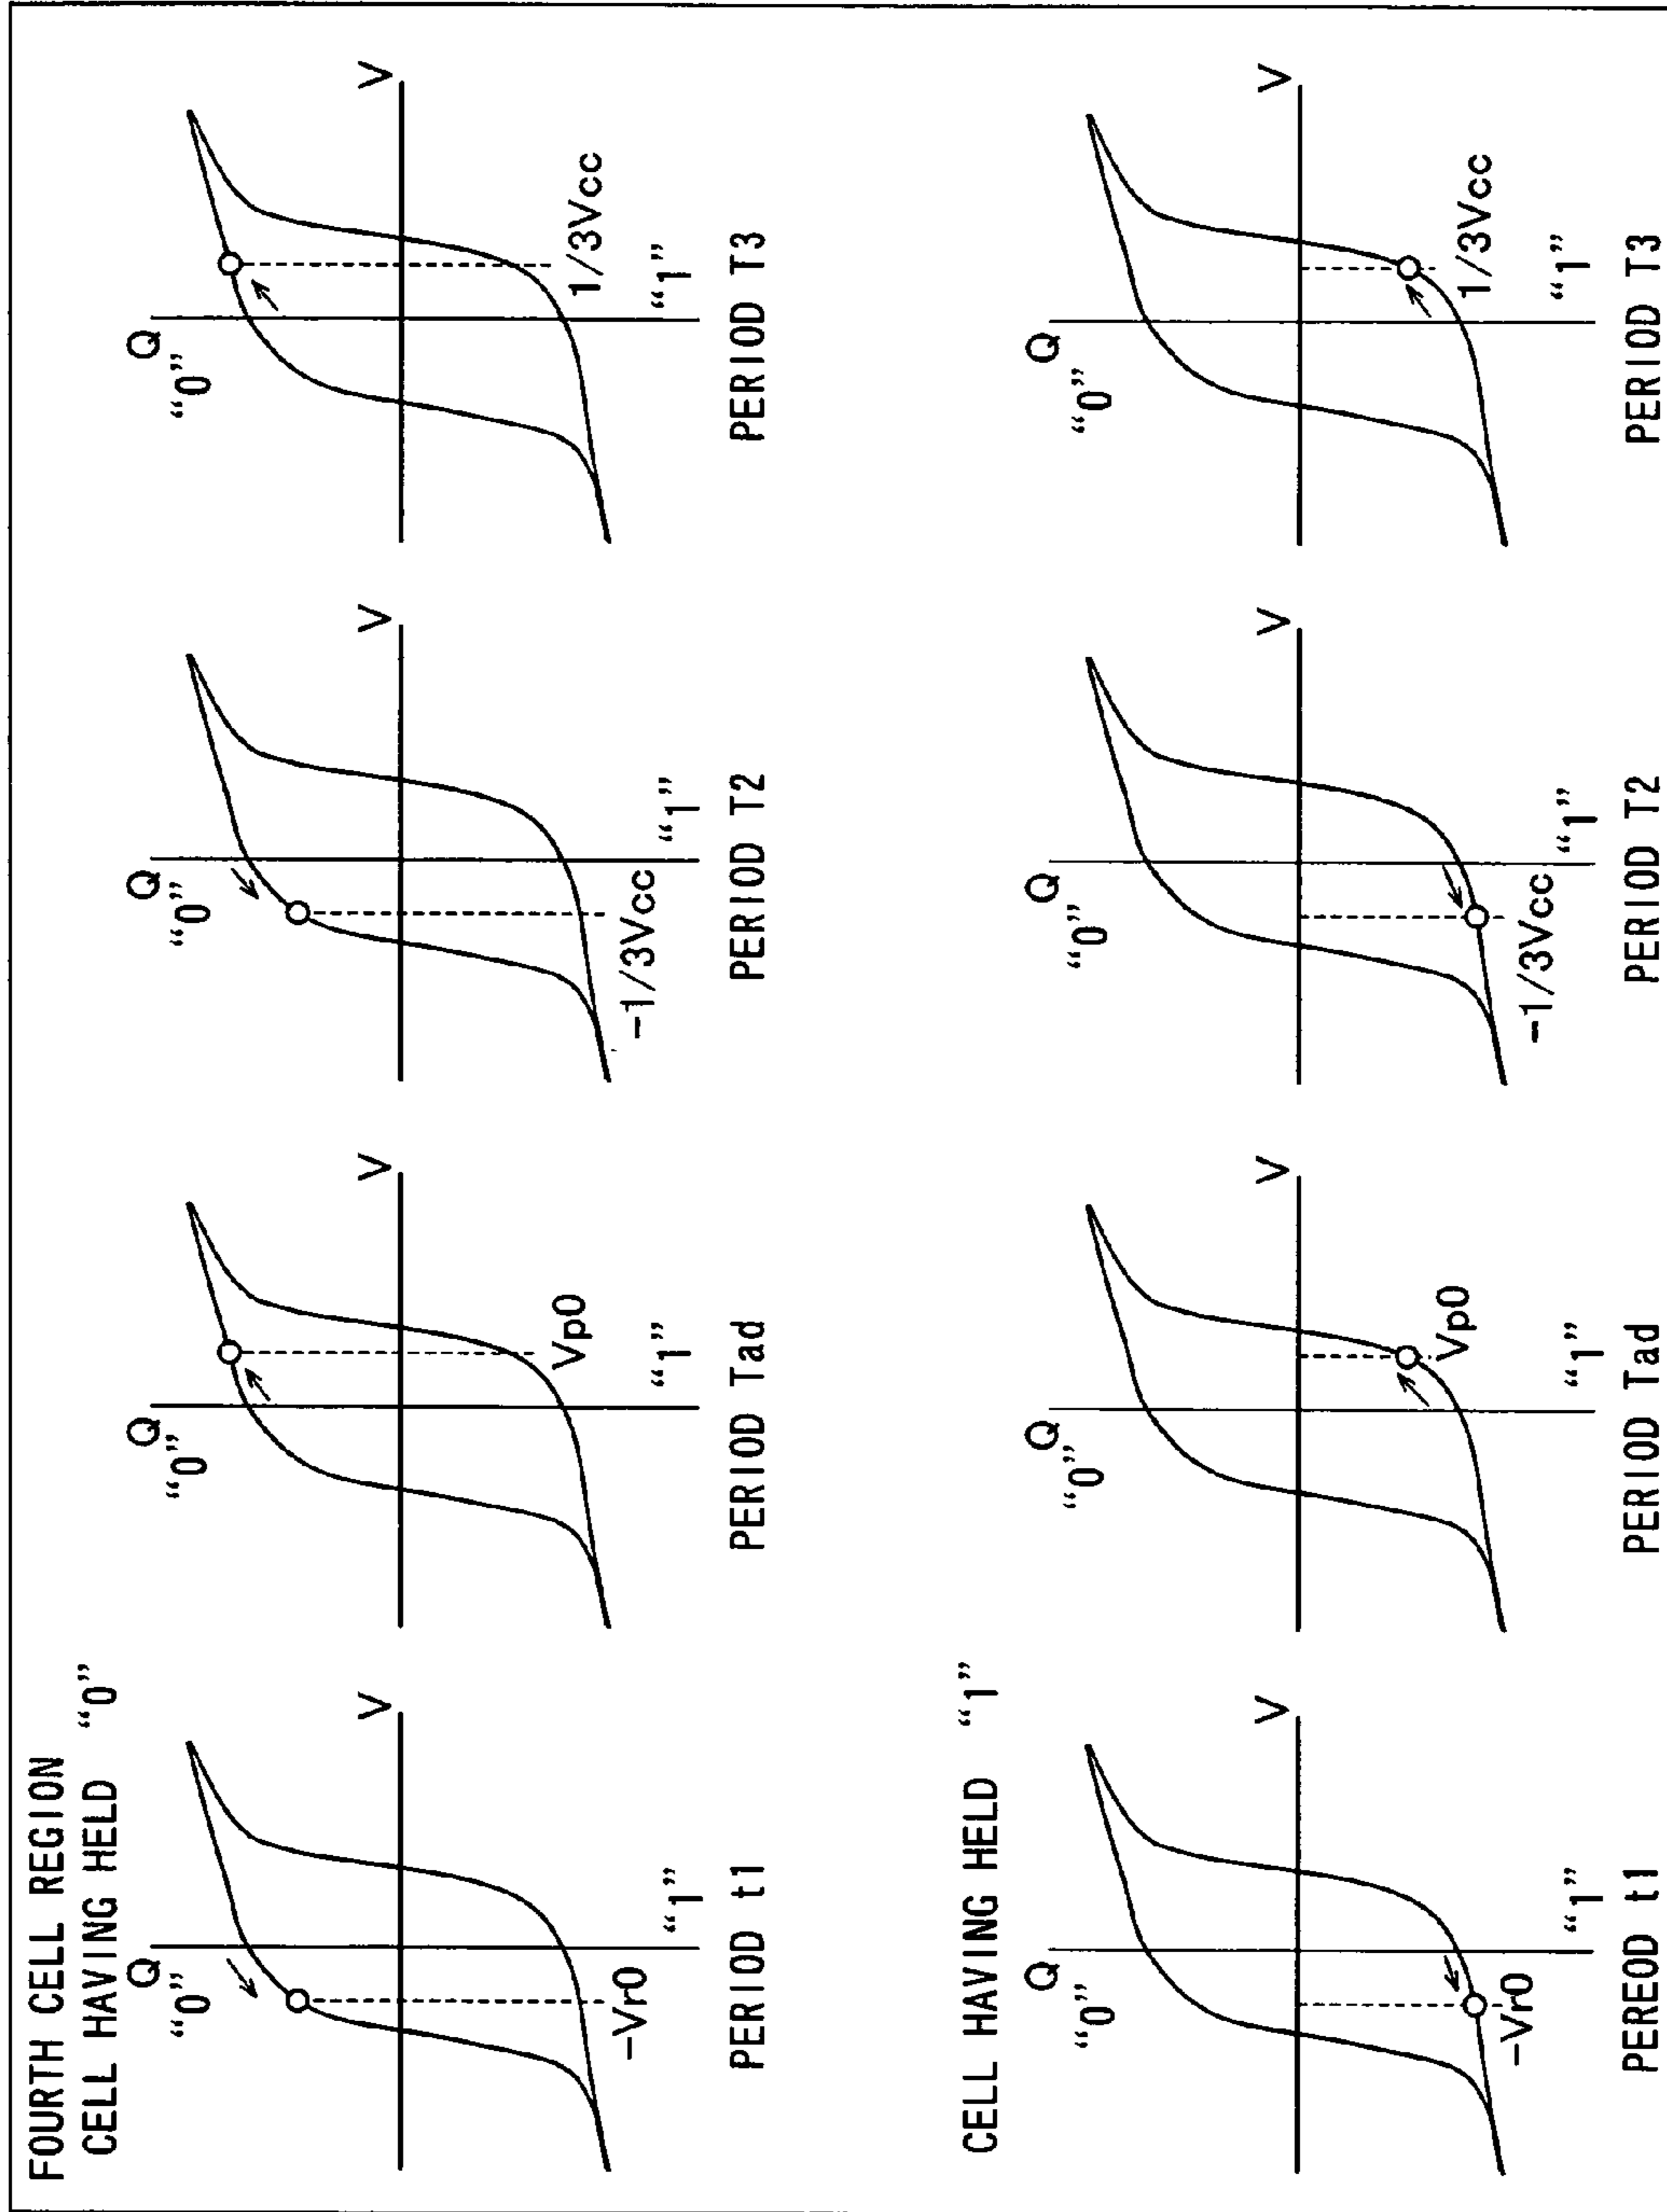 FOURTH CELL REGION
CELL HAVING HELD “0”
Q
“0”
V
-Vr0
“1”
PERIOD t1
Q
“0”
V
Vp0
“1”
PERIOD Tad
Q
“0”
V
-1/3Vcc
“1”
PERIOD T2
Q
“0”
V
1/3Vcc
“1”
PERIOD T3
CELL HAVING HELD “1”
Q
“0”
V
-Vr0
“1”
PEREOD t1
Q
“0”
V
Vp0
“1”
PERIOD Tad
Q
“0”
V
-1/3Vcc
“1”
PERIOD T2
Q
“0”
V
1/3Vcc
“1”
PERIOD T3